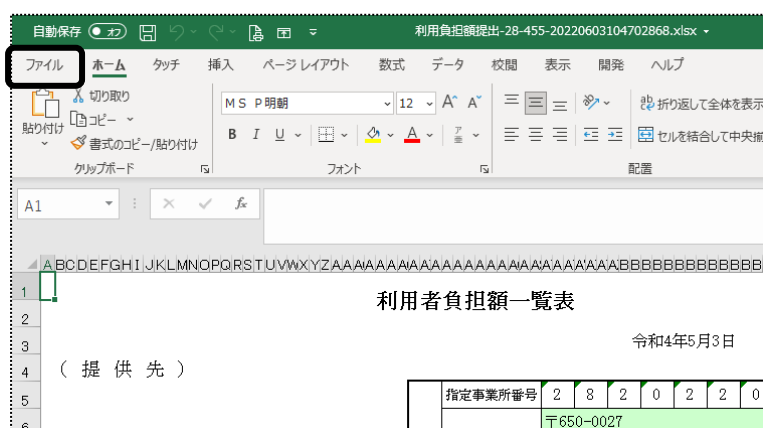 自動保存 オフ 利用負担額提出-28-455-20220603104702868.xlsx
ファイル ホーム タッチ 挿入 ページ レイアウト 数式 データ 校閲 表示 開発 ヘルプ
貼り付け
切り取り
コピー
書式のコピー/貼り付け
クリップボード
MS P明朝 12 A A
B I U A ア亜
フォント
折り返して全体を表示
セルを結合して中央揃
配置
A1 fx
ABCDEFGHIJKLMNOPQRSTUVWXYZ
1 利用者負担額一覧表
2
3 令和4年5月3日
4 (提供先)
5 指定事業所番号 2 8 2 0 2 2 0
6 〒650-0027